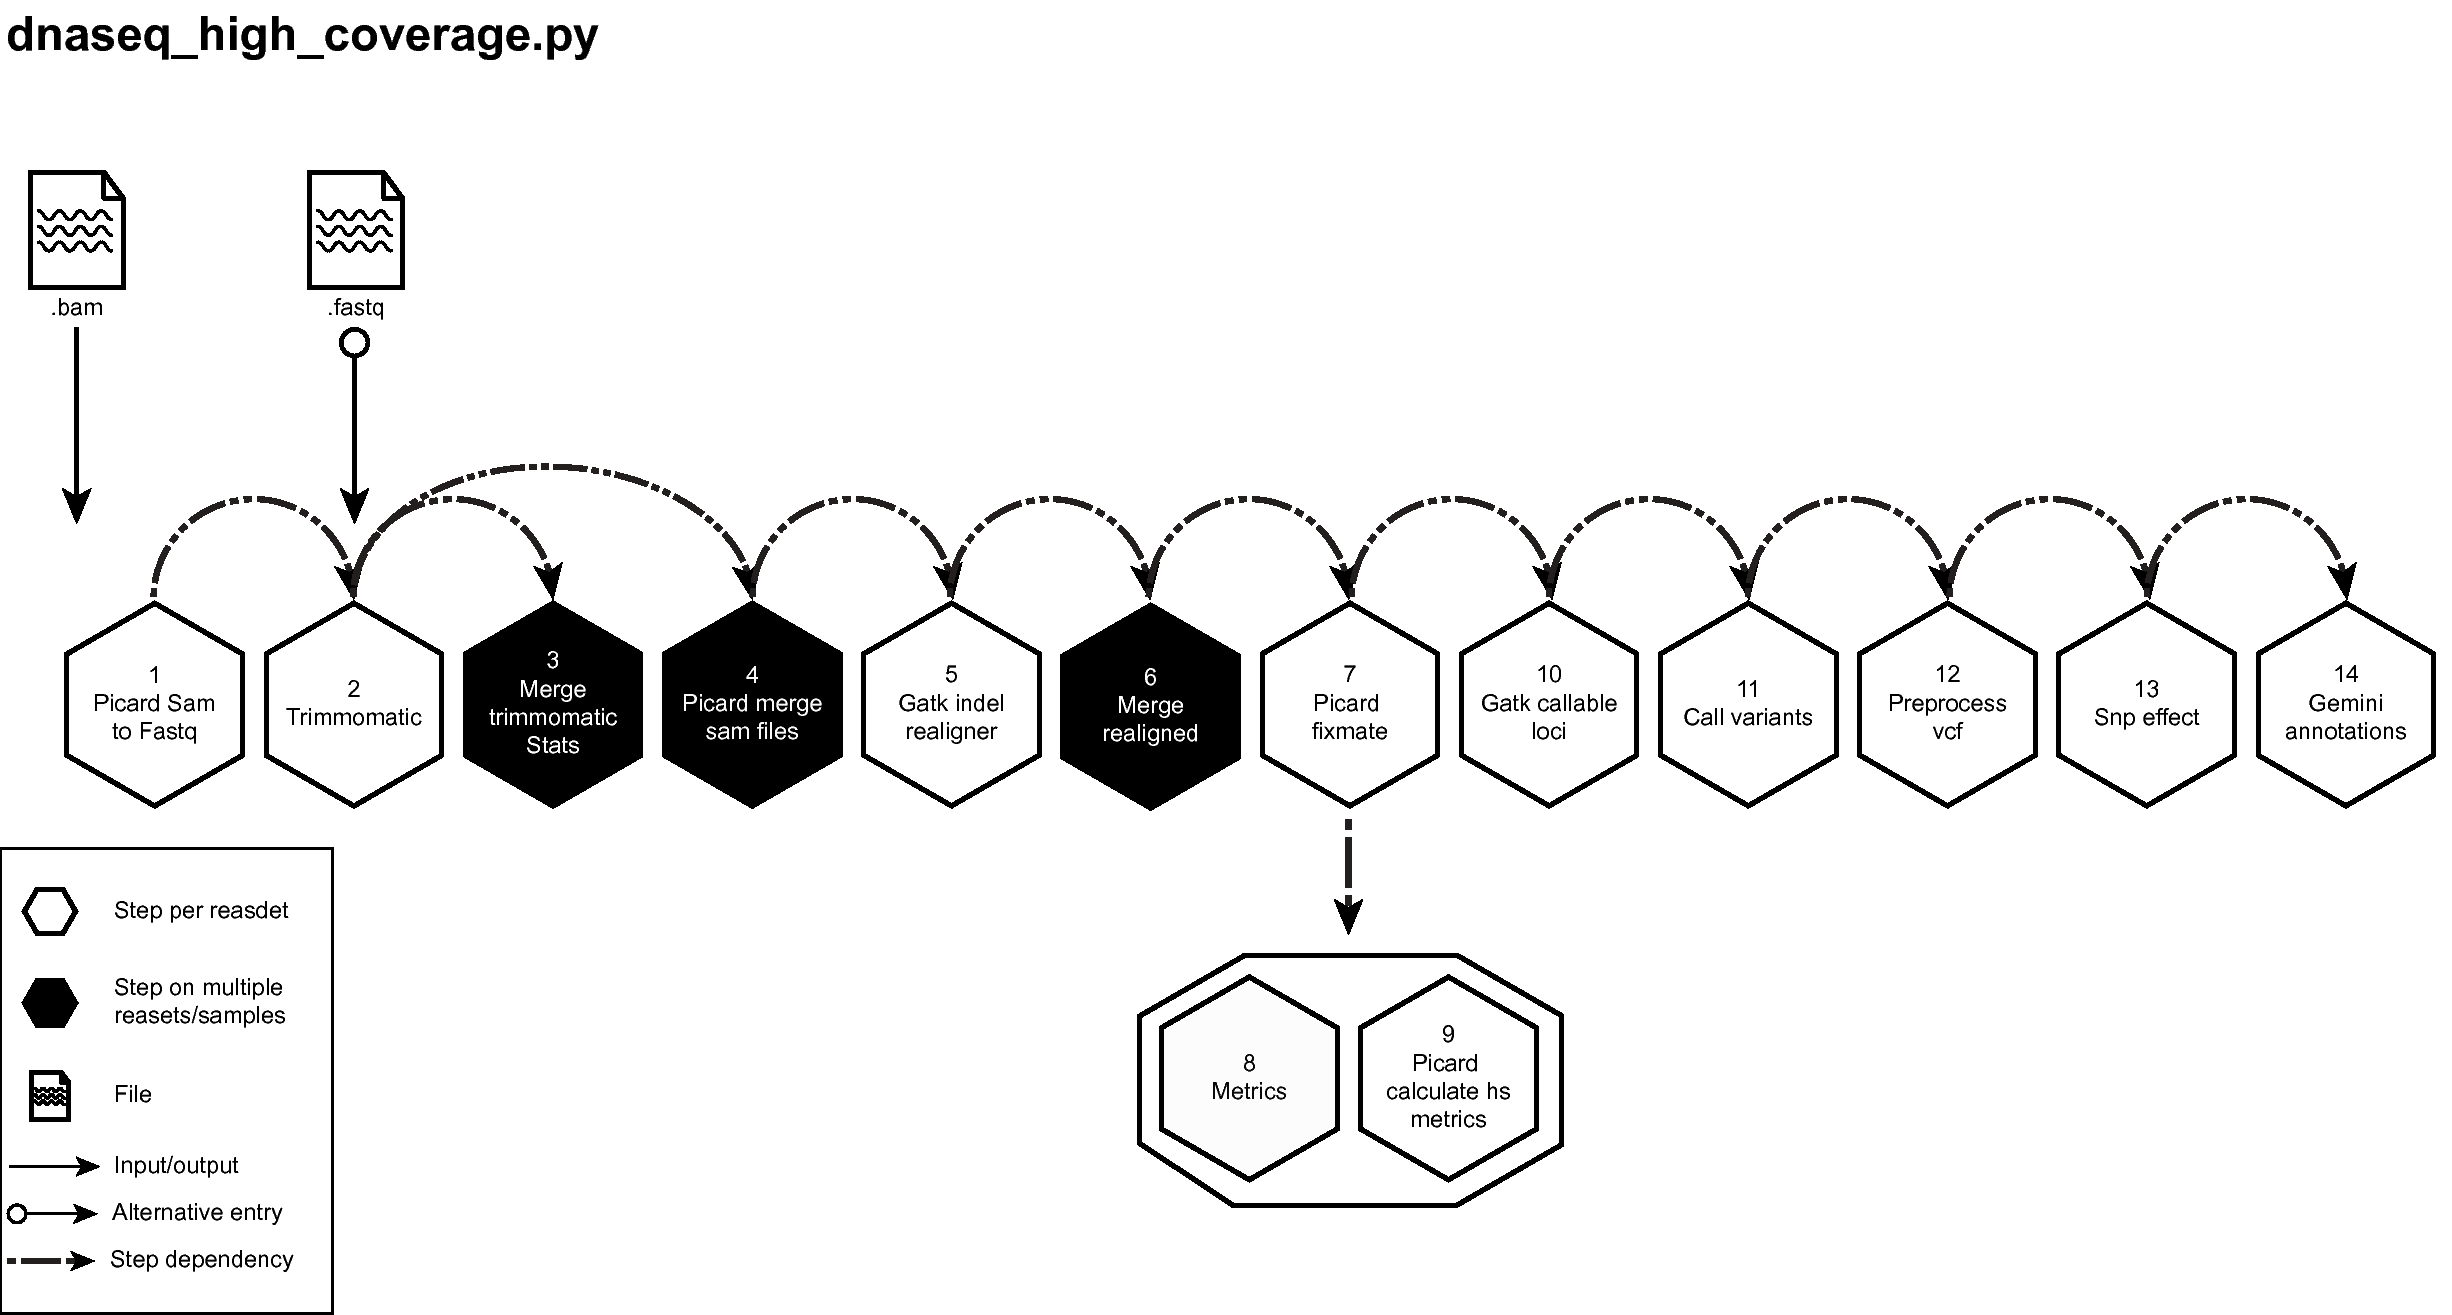 dnaseq_high_coverage.py
.bam
.fastq
1
Picard Sam
to Fastq
2
Trimmomatic
3
Merge
trimmomatic
Stats
4
Picard merge
sam files
5
Gatk indel
realigner
6
Merge
realigned
7
Picard
fixmate
10
Gatk callable
loci
11
Call variants
12
Preprocess
vcf
13
Snp effect
14
Gemini
annotations
8
Metrics
9
Picard
calculate hs
metrics
Step per reasdet
Step on multiple
reasets/samples
File
Input/output
Alternative entry
Step dependency